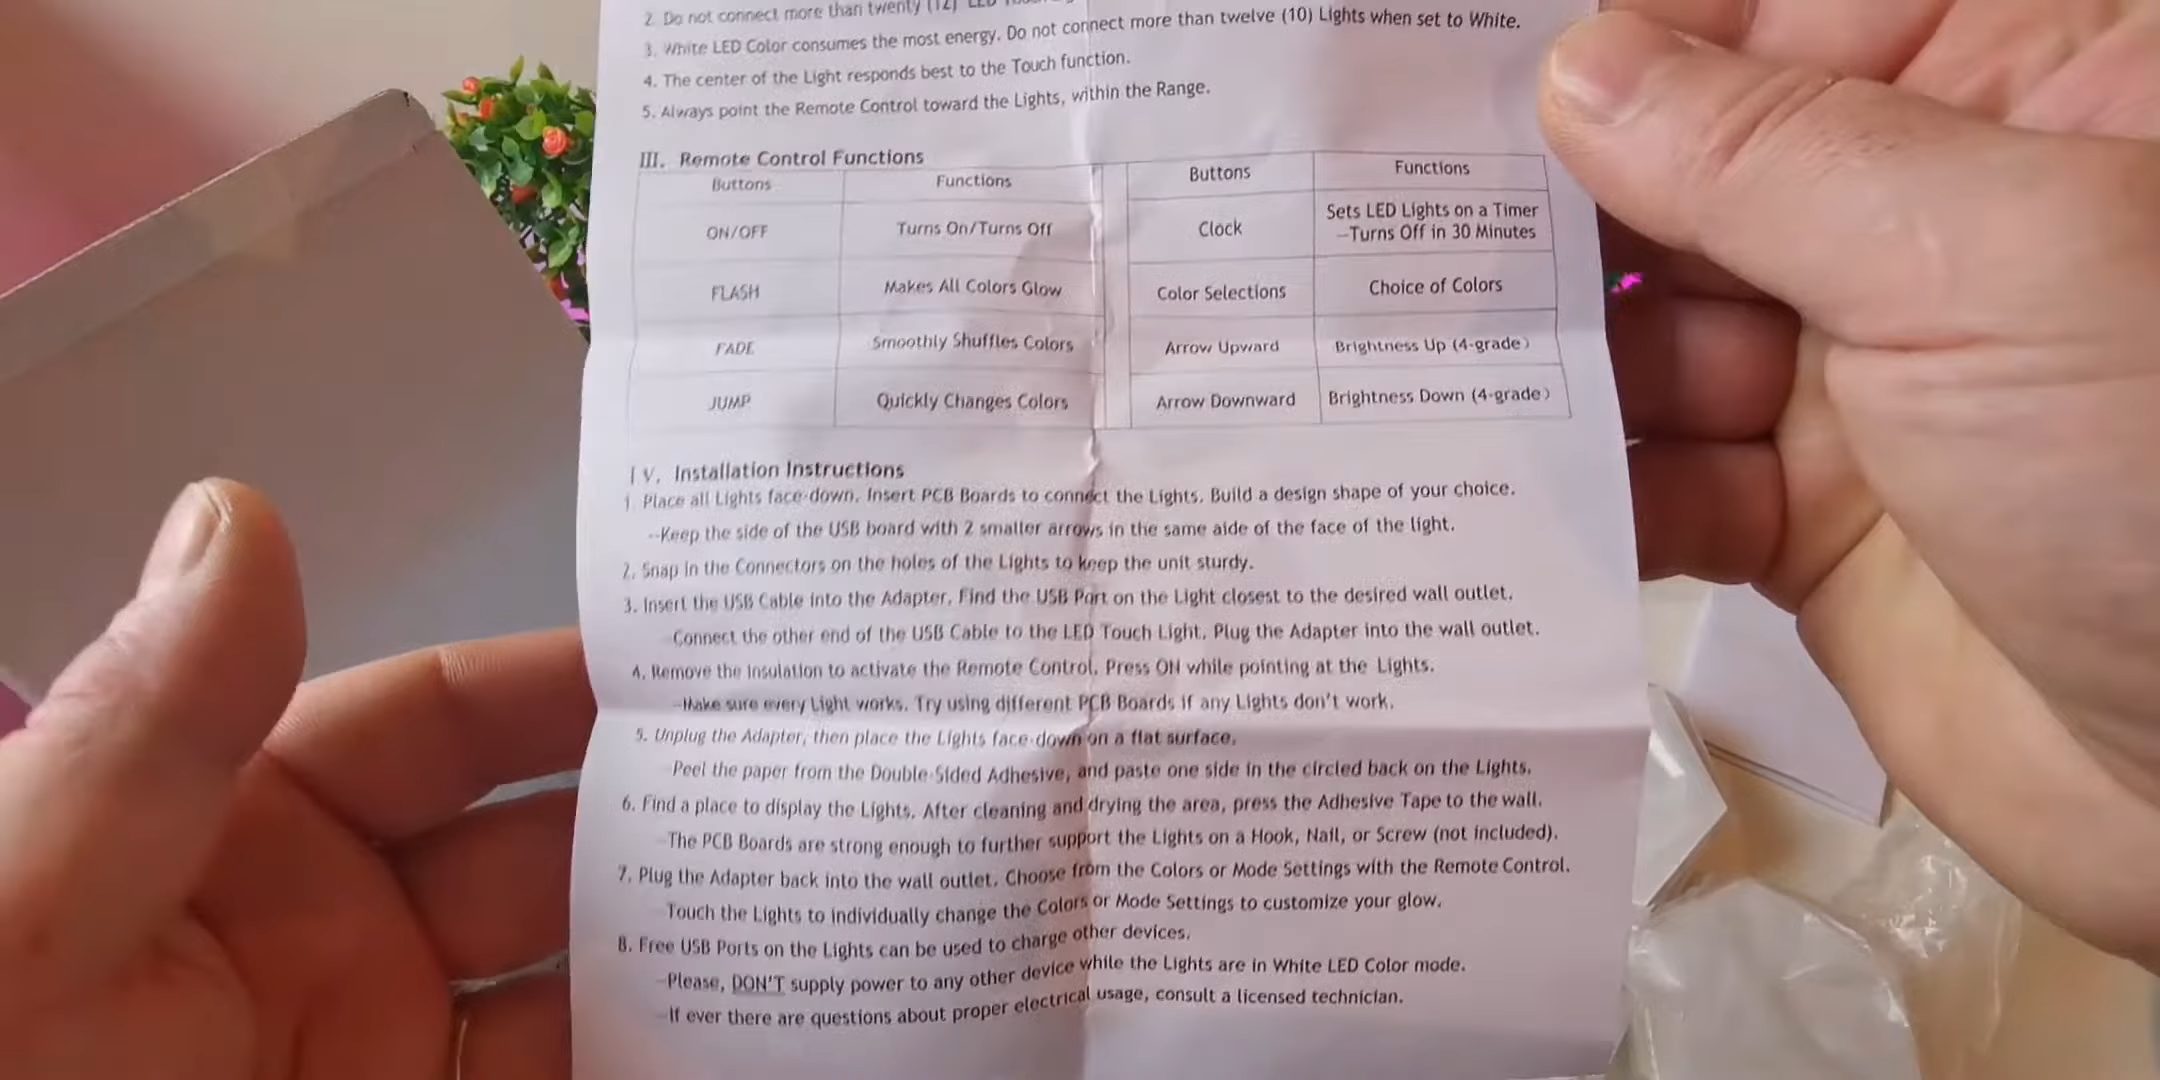 2. Do not connect more than twenty (12) LED
3. White LED Color consumes the most energy. Do not connect more than twelve (10) Lights when set to White.
4. The center of the Light responds best to the Touch function.
5. Always point the Remote Control toward the Lights, within the Range.
III. Remote Control Functions
Buttons Functions Buttons Functions
ON/OFF Turns On/Turns Off Clock Sets LED Lights on a Timer
—Turns Off in 30 Minutes
FLASH Makes All Colors Glow Color Selections Choice of Colors
FADE Smoothly Shuffles Colors Arrow Upward Brightness Up (4-grade)
JUMP Quickly Changes Colors Arrow Downward Brightness Down (4-grade)
IV. Installation Instructions
1. Place all Lights face-down. Insert PCB Boards to connect the Lights. Build a design shape of your choice.
--Keep the side of the USB board with 2 smaller arrows in the same aide of the face of the light.
2. Snap in the Connectors on the holes of the Lights to keep the unit sturdy.
3. Insert the USB Cable into the Adapter. Find the USB Port on the Light closest to the desired wall outlet.
Connect the other end of the USB Cable to the LED Touch Light. Plug the Adapter into the wall outlet.
4. Remove the insulation to activate the Remote Control. Press ON while pointing at the Lights.
—Make sure every Light works. Try using different PCB Boards if any Lights don't work.
5. Unplug the Adapter, then place the Lights face-down on a flat surface.
Peel the paper from the Double-Sided Adhesive, and paste one side in the circled back on the Lights.
6. Find a place to display the Lights. After cleaning and drying the area, press the Adhesive Tape to the wall.
The PCB Boards are strong enough to further support the Lights on a Hook, Nail, or Screw (not included).
7. Plug the Adapter back into the wall outlet. Choose from the Colors or Mode Settings with the Remote Control.
Touch the Lights to individually change the Colors or Mode Settings to customize your glow.
8. Free USB Ports on the Lights can be used to charge other devices.
—Please, DON'T supply power to any other device while the Lights are in White LED Color mode.
—If ever there are questions about proper electrical usage, consult a licensed technician.